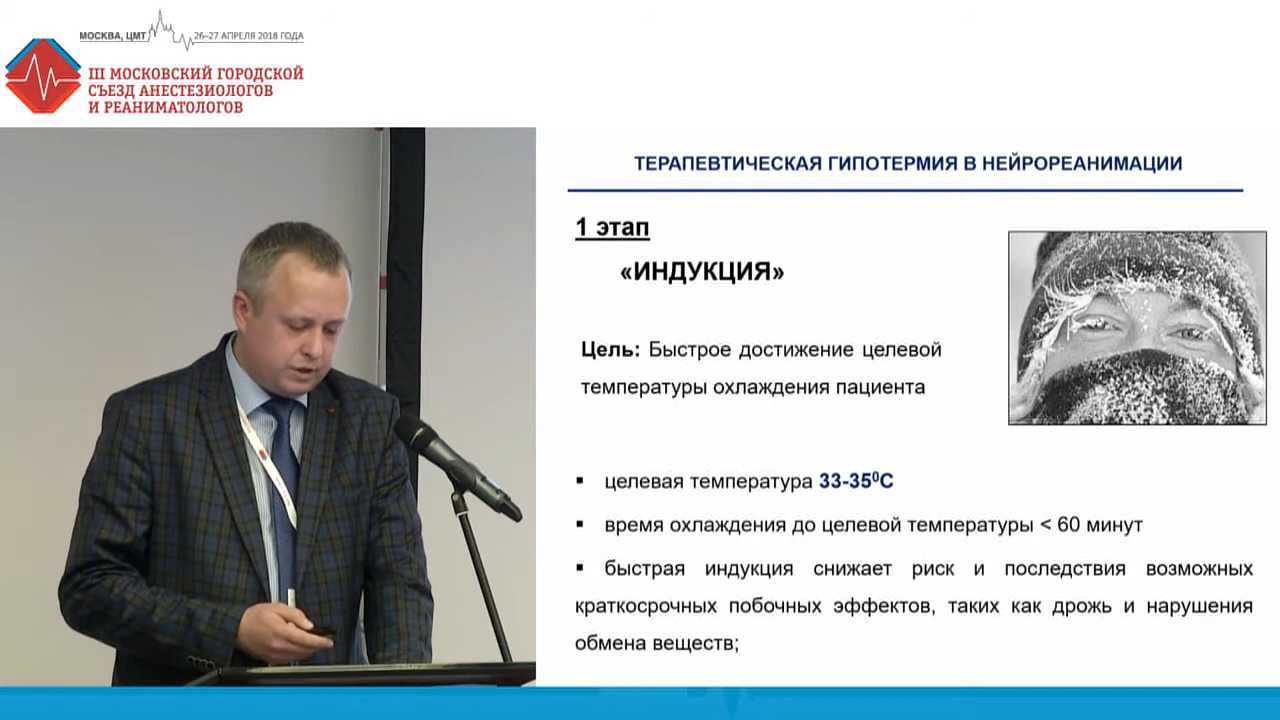 МОСКВА, ЦМТ 26–27 АПРЕЛЯ 2018 ГОДА
III МОСКОВСКИЙ ГОРОДСКОЙ
СЪЕЗД АНЕСТЕЗИОЛОГОВ
И РЕАНИМАТОЛОГОВ
ТЕРАПЕВТИЧЕСКАЯ ГИПОТЕРМИЯ В НЕЙРОРЕАНИМАЦИИ
1 этап
«ИНДУКЦИЯ»
Цель: Быстрое достижение целевой
температуры охлаждения пациента
▪ целевая температура 33-35⁰С
▪ время охлаждения до целевой температуры < 60 минут
▪ быстрая индукция снижает риск и последствия возможных
краткосрочных побочных эффектов, таких как дрожь и нарушения
обмена веществ;